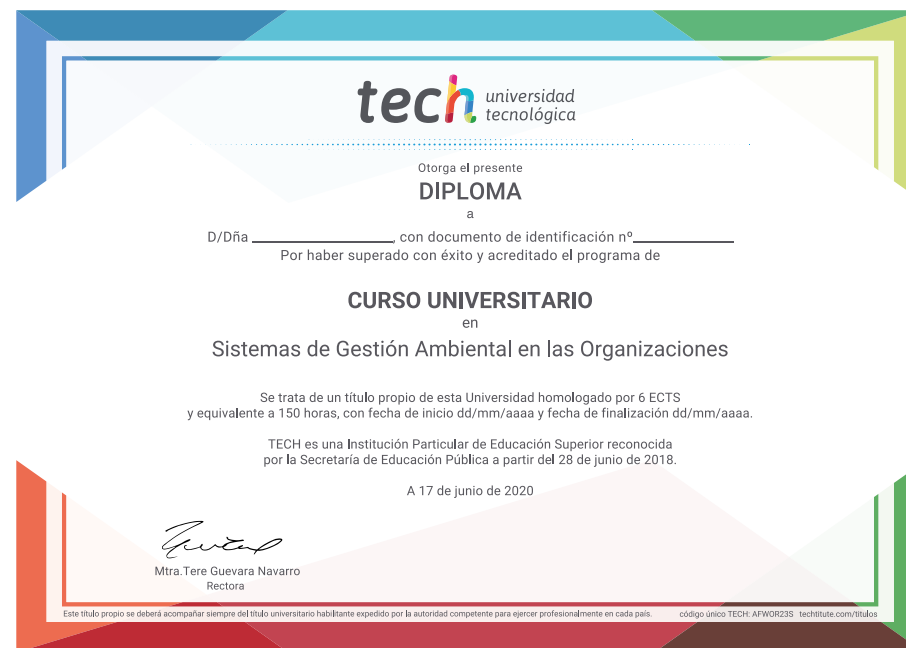 tech universidad
tecnológica
Otorga el presente
DIPLOMA
a
D/Dña ____________________, con documento de identificación nº______________
Por haber superado con éxito y acreditado el programa de
CURSO UNIVERSITARIO
en
Sistemas de Gestión Ambiental en las Organizaciones
Se trata de un título propio de esta Universidad homologado por 6 ECTS
y equivalente a 150 horas, con fecha de inicio dd/mm/aaaa y fecha de finalización dd/mm/aaaa.
TECH es una Institución Particular de Educación Superior reconocida
por la Secretaría de Educación Pública a partir del 28 de junio de 2018.
A 17 de junio de 2020
Mtra.Tere Guevara Navarro
Rectora
Este título propio se deberá acompañar siempre del título universitario habilitante expedido por la autoridad competente para ejercer profesionalmente en cada país. código único TECH: AFWOR23S techtitute.com/títulos